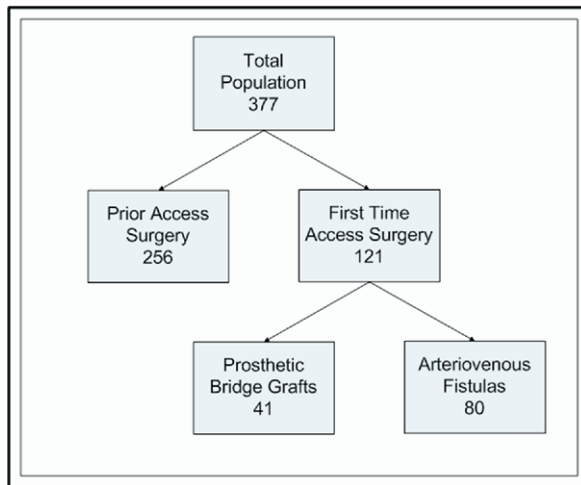 Total
Population
377
Prior Access
Surgery
256
First Time
Access Surgery
121
Prosthetic
Bridge Grafts
41
Arteriovenous
Fistulas
80